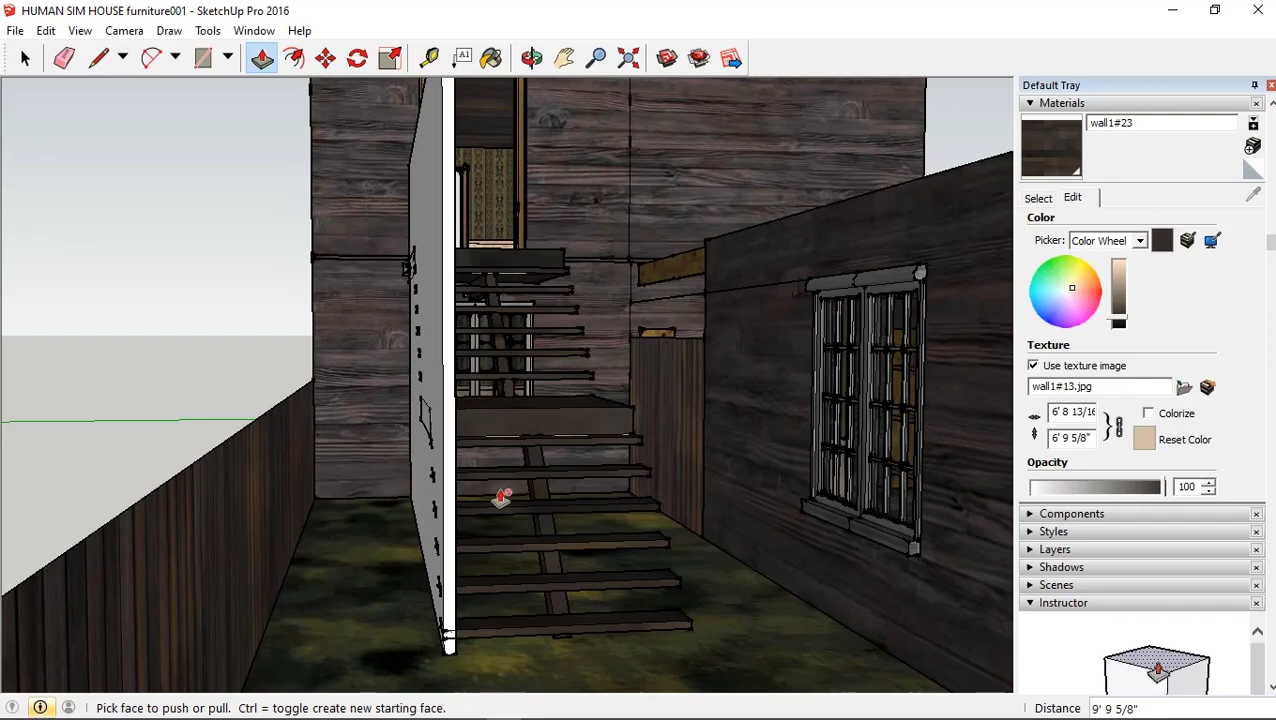 HUMAN SIM HOUSE furniture001 - SketchUp Pro 2016
File Edit View Camera Draw Tools Window Help
A1
Default Tray
Materials
wall1#23
Select Edit
Color
Picker: Color Wheel
Texture
Use texture image
wall1#13.jpg
6' 8 13/16 Colorize
6' 9 5/8" Reset Color
Opacity
100
Components
Styles
Layers
Shadows
Scenes
Instructor
Pick face to push or pull. Ctrl = toggle create new starting face. Distance 9' 9 5/8"